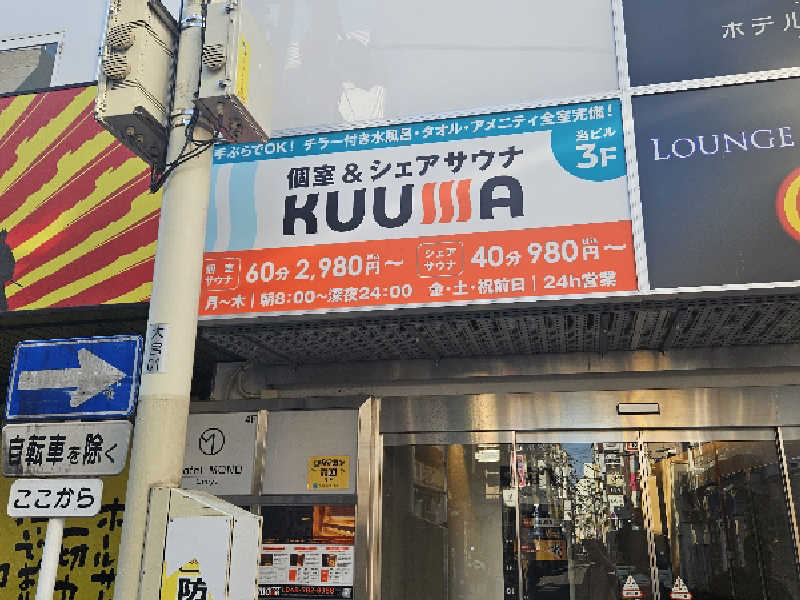 ホテル
手ぶらでOK! チラー付き水風呂・タオル・アメニティ全室完備!
当ビル
3F
個室&シェアサウナ
KUUMA
個室サウナ 60分 2,980円〜 シェアサウナ 40分 980円〜
月〜木|朝8:00〜深夜24:00 金・土・祝前日|24h営業
LOUNGE
自転車を除く
ここから
4F
MONO
防